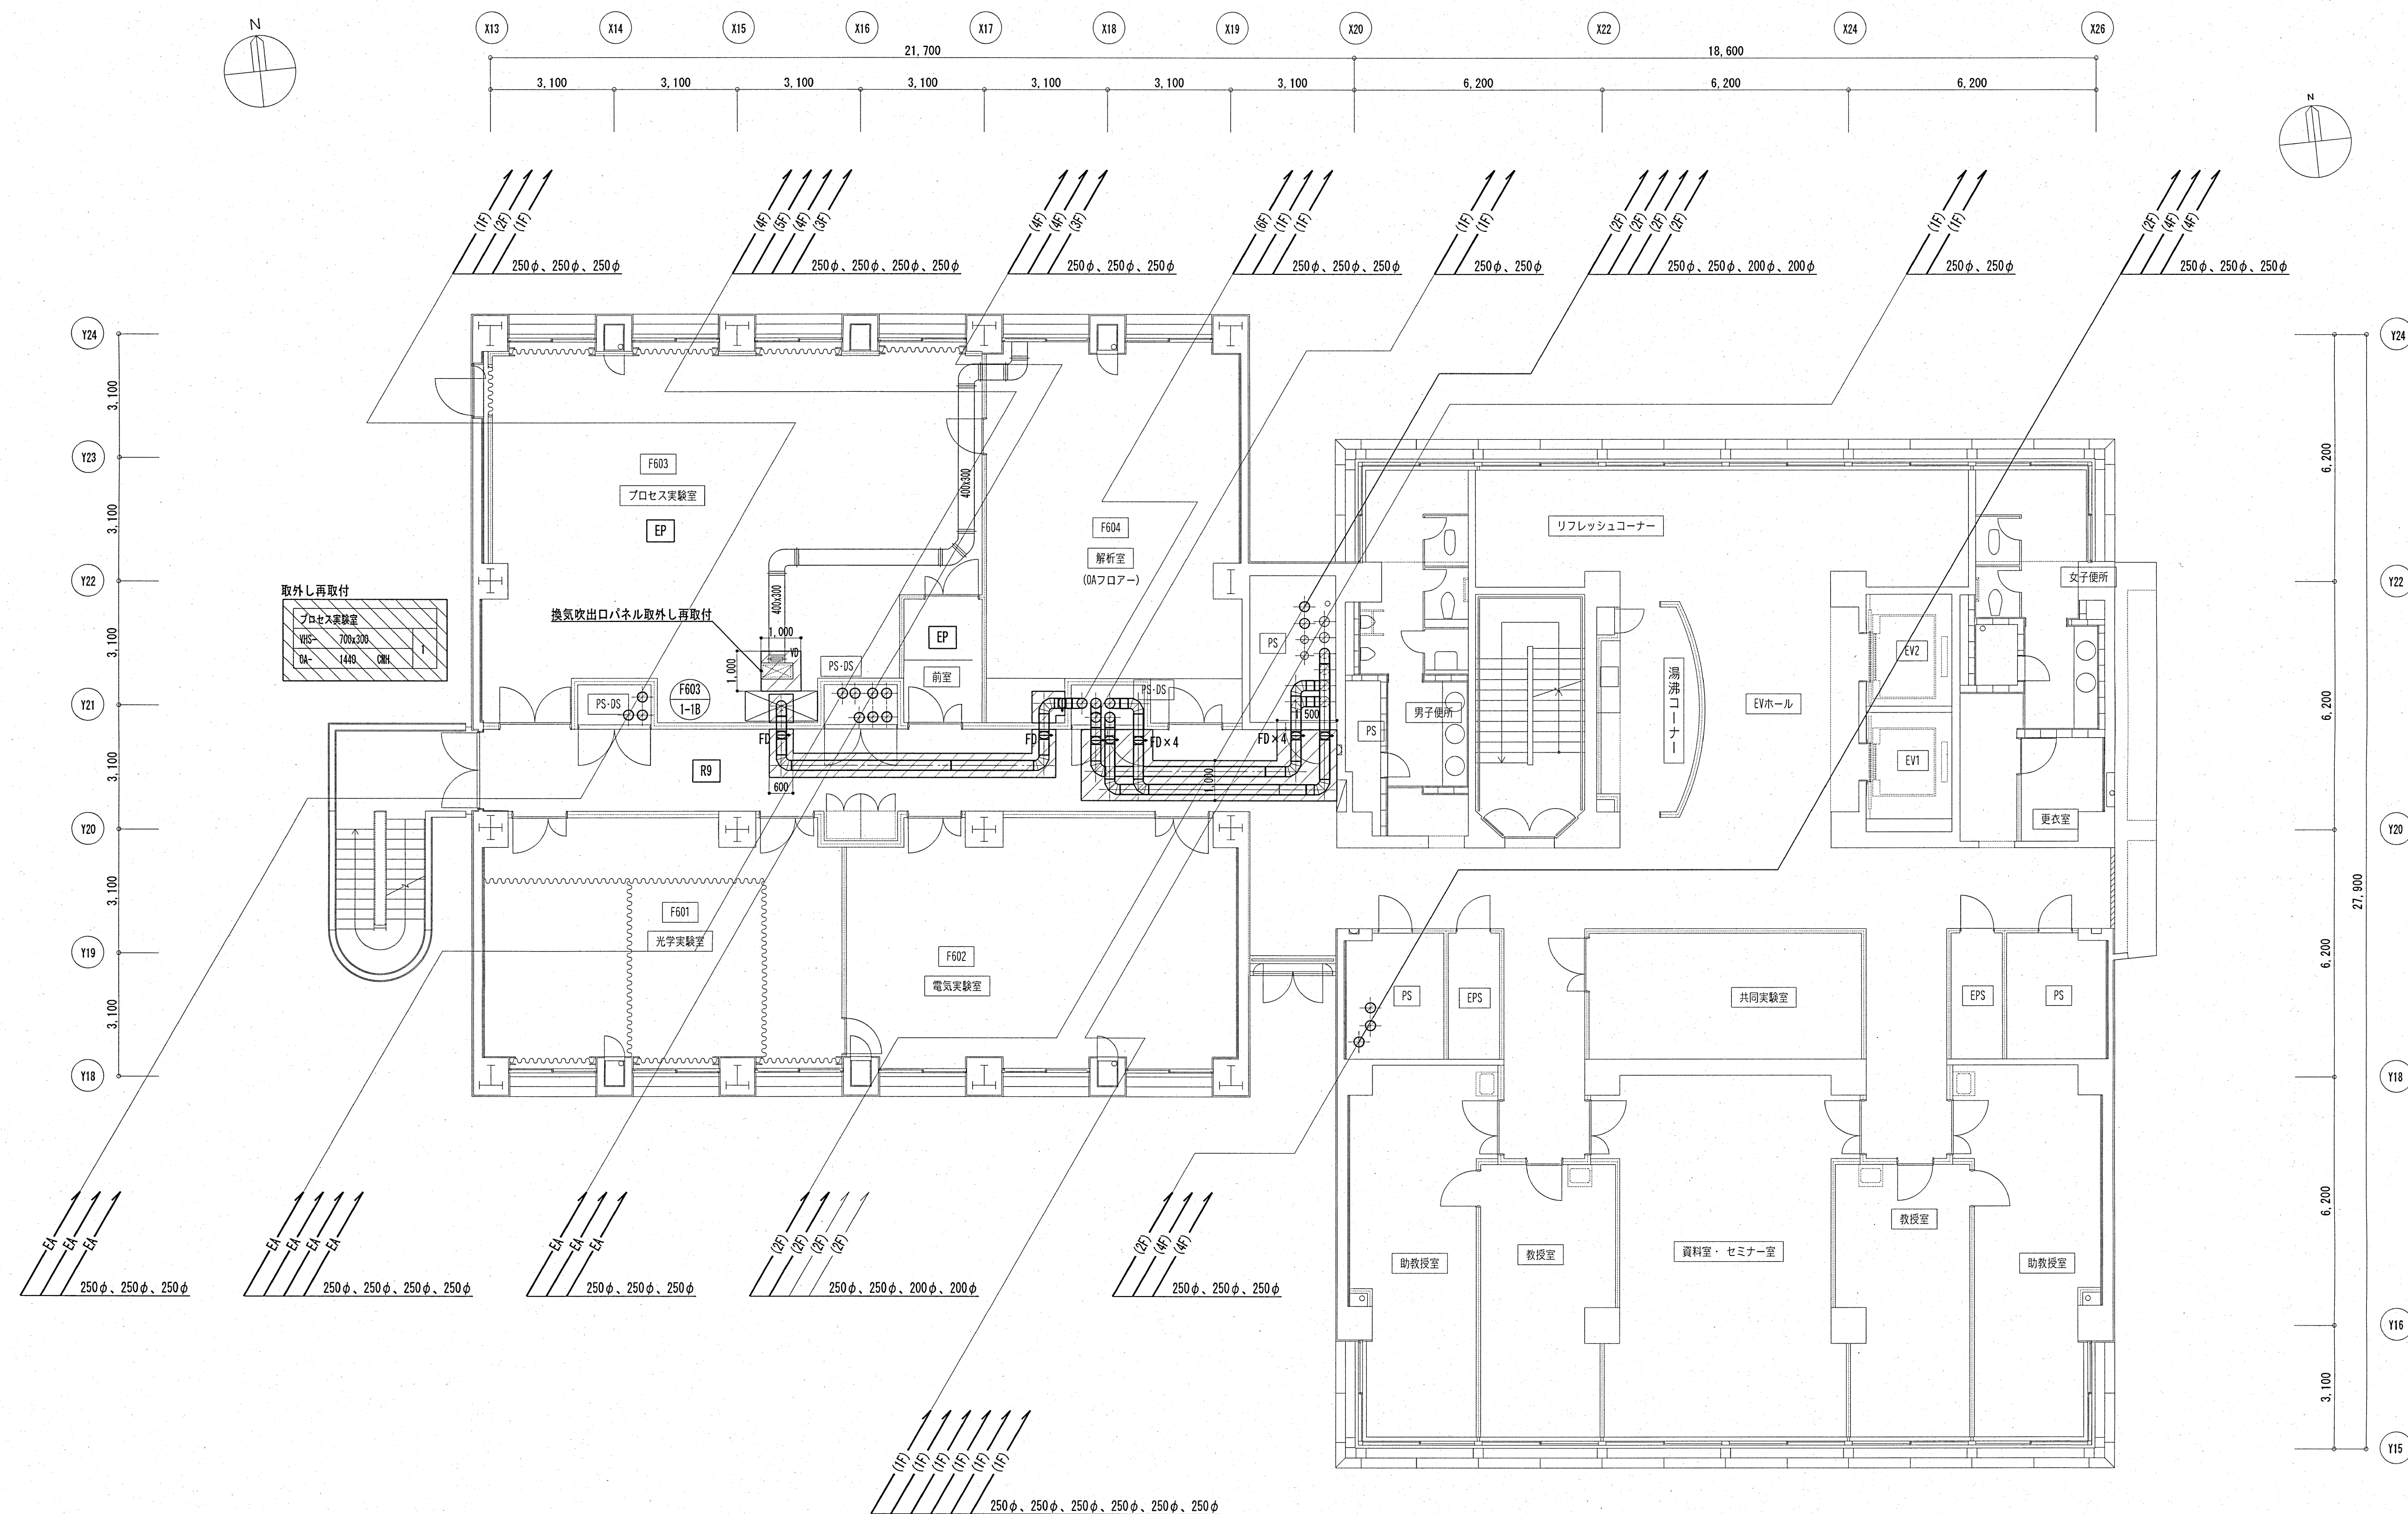 N
X13
X14
X15
X16
X17
X18
X19
X20
X22
X24
X26
21,700
18,600
3,100
3,100
3,100
3,100
3,100
3,100
3,100
6,200
6,200
6,200
N
(1F)
(2F)
(1F)
250φ、250φ、250φ
(4F)
(5F)
(4F)
(3F)
250φ、250φ、250φ、250φ
(4F)
(4F)
(3F)
250φ、250φ、250φ
(6F)
(1F)
(1F)
250φ、250φ、250φ
(1F)
(1F)
250φ、250φ
(2F)
(2F)
(2F)
(2F)
250φ、250φ、200φ、200φ
(1F)
(1F)
250φ、250φ
(2F)
(4F)
(4F)
250φ、250φ、250φ
Y24
Y23
Y22
Y21
Y20
Y19
Y18
3,100
3,100
3,100
3,100
3,100
3,100
Y24
Y22
Y20
Y18
Y16
Y15
6,200
6,200
6,200
6,200
3,100
27,900
F603
プロセス実験室
EP
400x300
400x300
F604
解析室
(OAフロアー)
取外し再取付
プロセス実験室
VHS- 700x300
OA- 1449 CMH
1
換気吹出口パネル取外し再取付
1,000
1,000
VD
PS・DS
F603
1-1B
PS・DS
EP
前室
PS・DS
FD
FD
FD×4
FD×4
600
1,000
1 500
R9
PS
PS
男子便所
リフレッシュコーナー
湯沸コーナー
EVホール
EV2
EV1
女子便所
更衣室
F601
光学実験室
F602
電気実験室
PS
EPS
共同実験室
EPS
PS
助教授室
教授室
資料室・ セミナー室
教授室
助教授室
EA
EA
EA
250φ、250φ、250φ
EA
EA
EA
EA
250φ、250φ、250φ、250φ
EA
EA
EA
250φ、250φ、250φ
(2F)
(2F)
(2F)
(2F)
250φ、250φ、200φ、200φ
(2F)
(4F)
(4F)
250φ、250φ、250φ
(1F)
(1F)
(1F)
(1F)
(1F)
(1F)
250φ、250φ、250φ、250φ、250φ、250φ